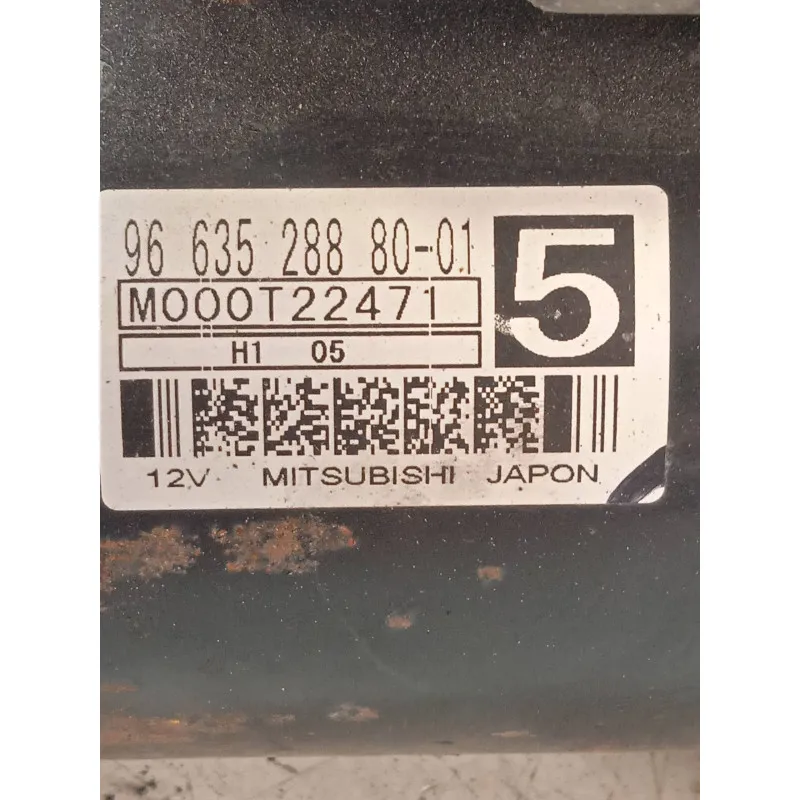 96 635 288 80-01
5
M000T22471
H1 05
12V MITSUBISHI JAPON